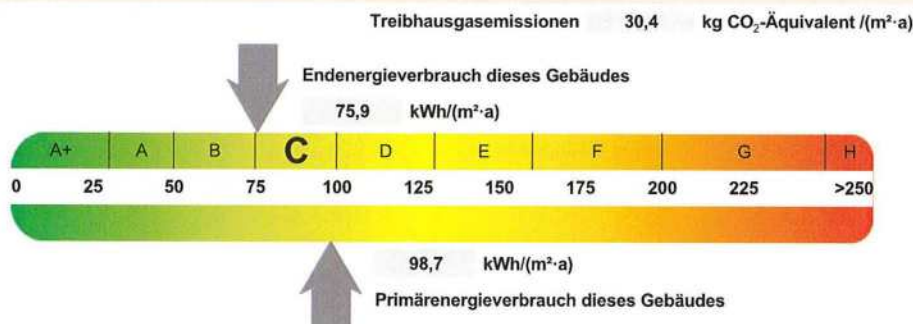 Treibhausgasemissionen 30,4 kg CO₂-Äquivalent /(m²·a)
Endenergieverbrauch dieses Gebäudes
75,9 kWh/(m²·a)
A+ A B C D E F G H
0 25 50 75 100 125 150 175 200 225 >250
98,7 kWh/(m²·a)
Primärenergieverbrauch dieses Gebäudes